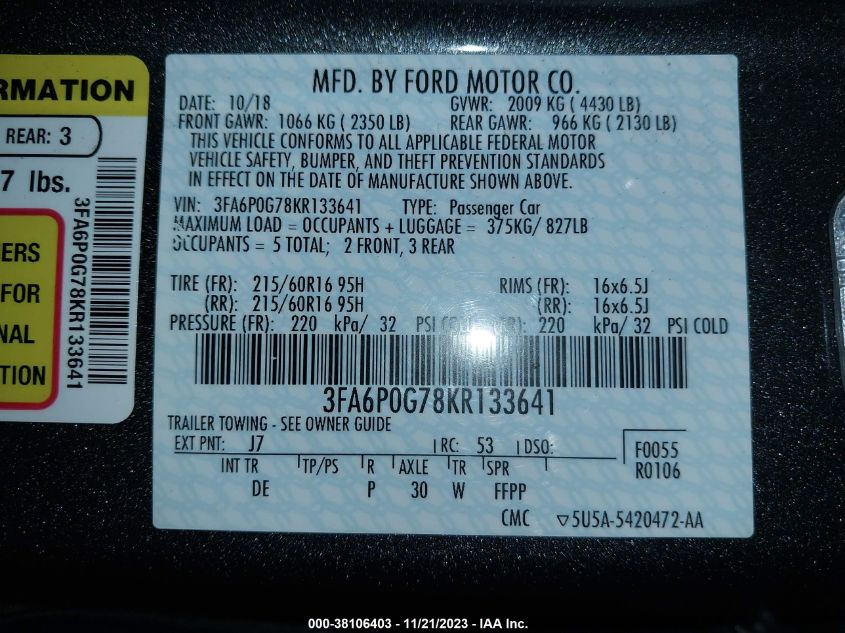 RMATION
REAR: 3
7 lbs.
3FA6P0G78KR133641
ERS
FOR
NAL
TION
MFD. BY FORD MOTOR CO.
DATE: 10/18 GVWR: 2009 KG ( 4430 LB)
FRONT GAWR: 1066 KG ( 2350 LB) REAR GAWR: 966 KG ( 2130 LB)
THIS VEHICLE CONFORMS TO ALL APPLICABLE FEDERAL MOTOR
VEHICLE SAFETY, BUMPER, AND THEFT PREVENTION STANDARDS
IN EFFECT ON THE DATE OF MANUFACTURE SHOWN ABOVE.
VIN: 3FA6P0G78KR133641 TYPE: Passenger Car
MAXIMUM LOAD = OCCUPANTS + LUGGAGE = 375KG/ 827LB
OCCUPANTS = 5 TOTAL; 2 FRONT, 3 REAR
TIRE (FR): 215/60R16 95H RIMS (FR): 16x6.5J
(RR): 215/60R16 95H (RR): 16x6.5J
PRESSURE (FR): 220 kPa/ 32 PSI 220 kPa/ 32 PSI COLD
3FA6P0G78KR133641
TRAILER TOWING - SEE OWNER GUIDE
EXT PNT: J7 RC: 53 DSO: F0055
INT TR TP/PS R AXLE TR SPR R0106
DE P 30 W FFPP
CMC ▽5U5A-5420472-AA
000-38106403 - 11/21/2023 - IAA Inc.